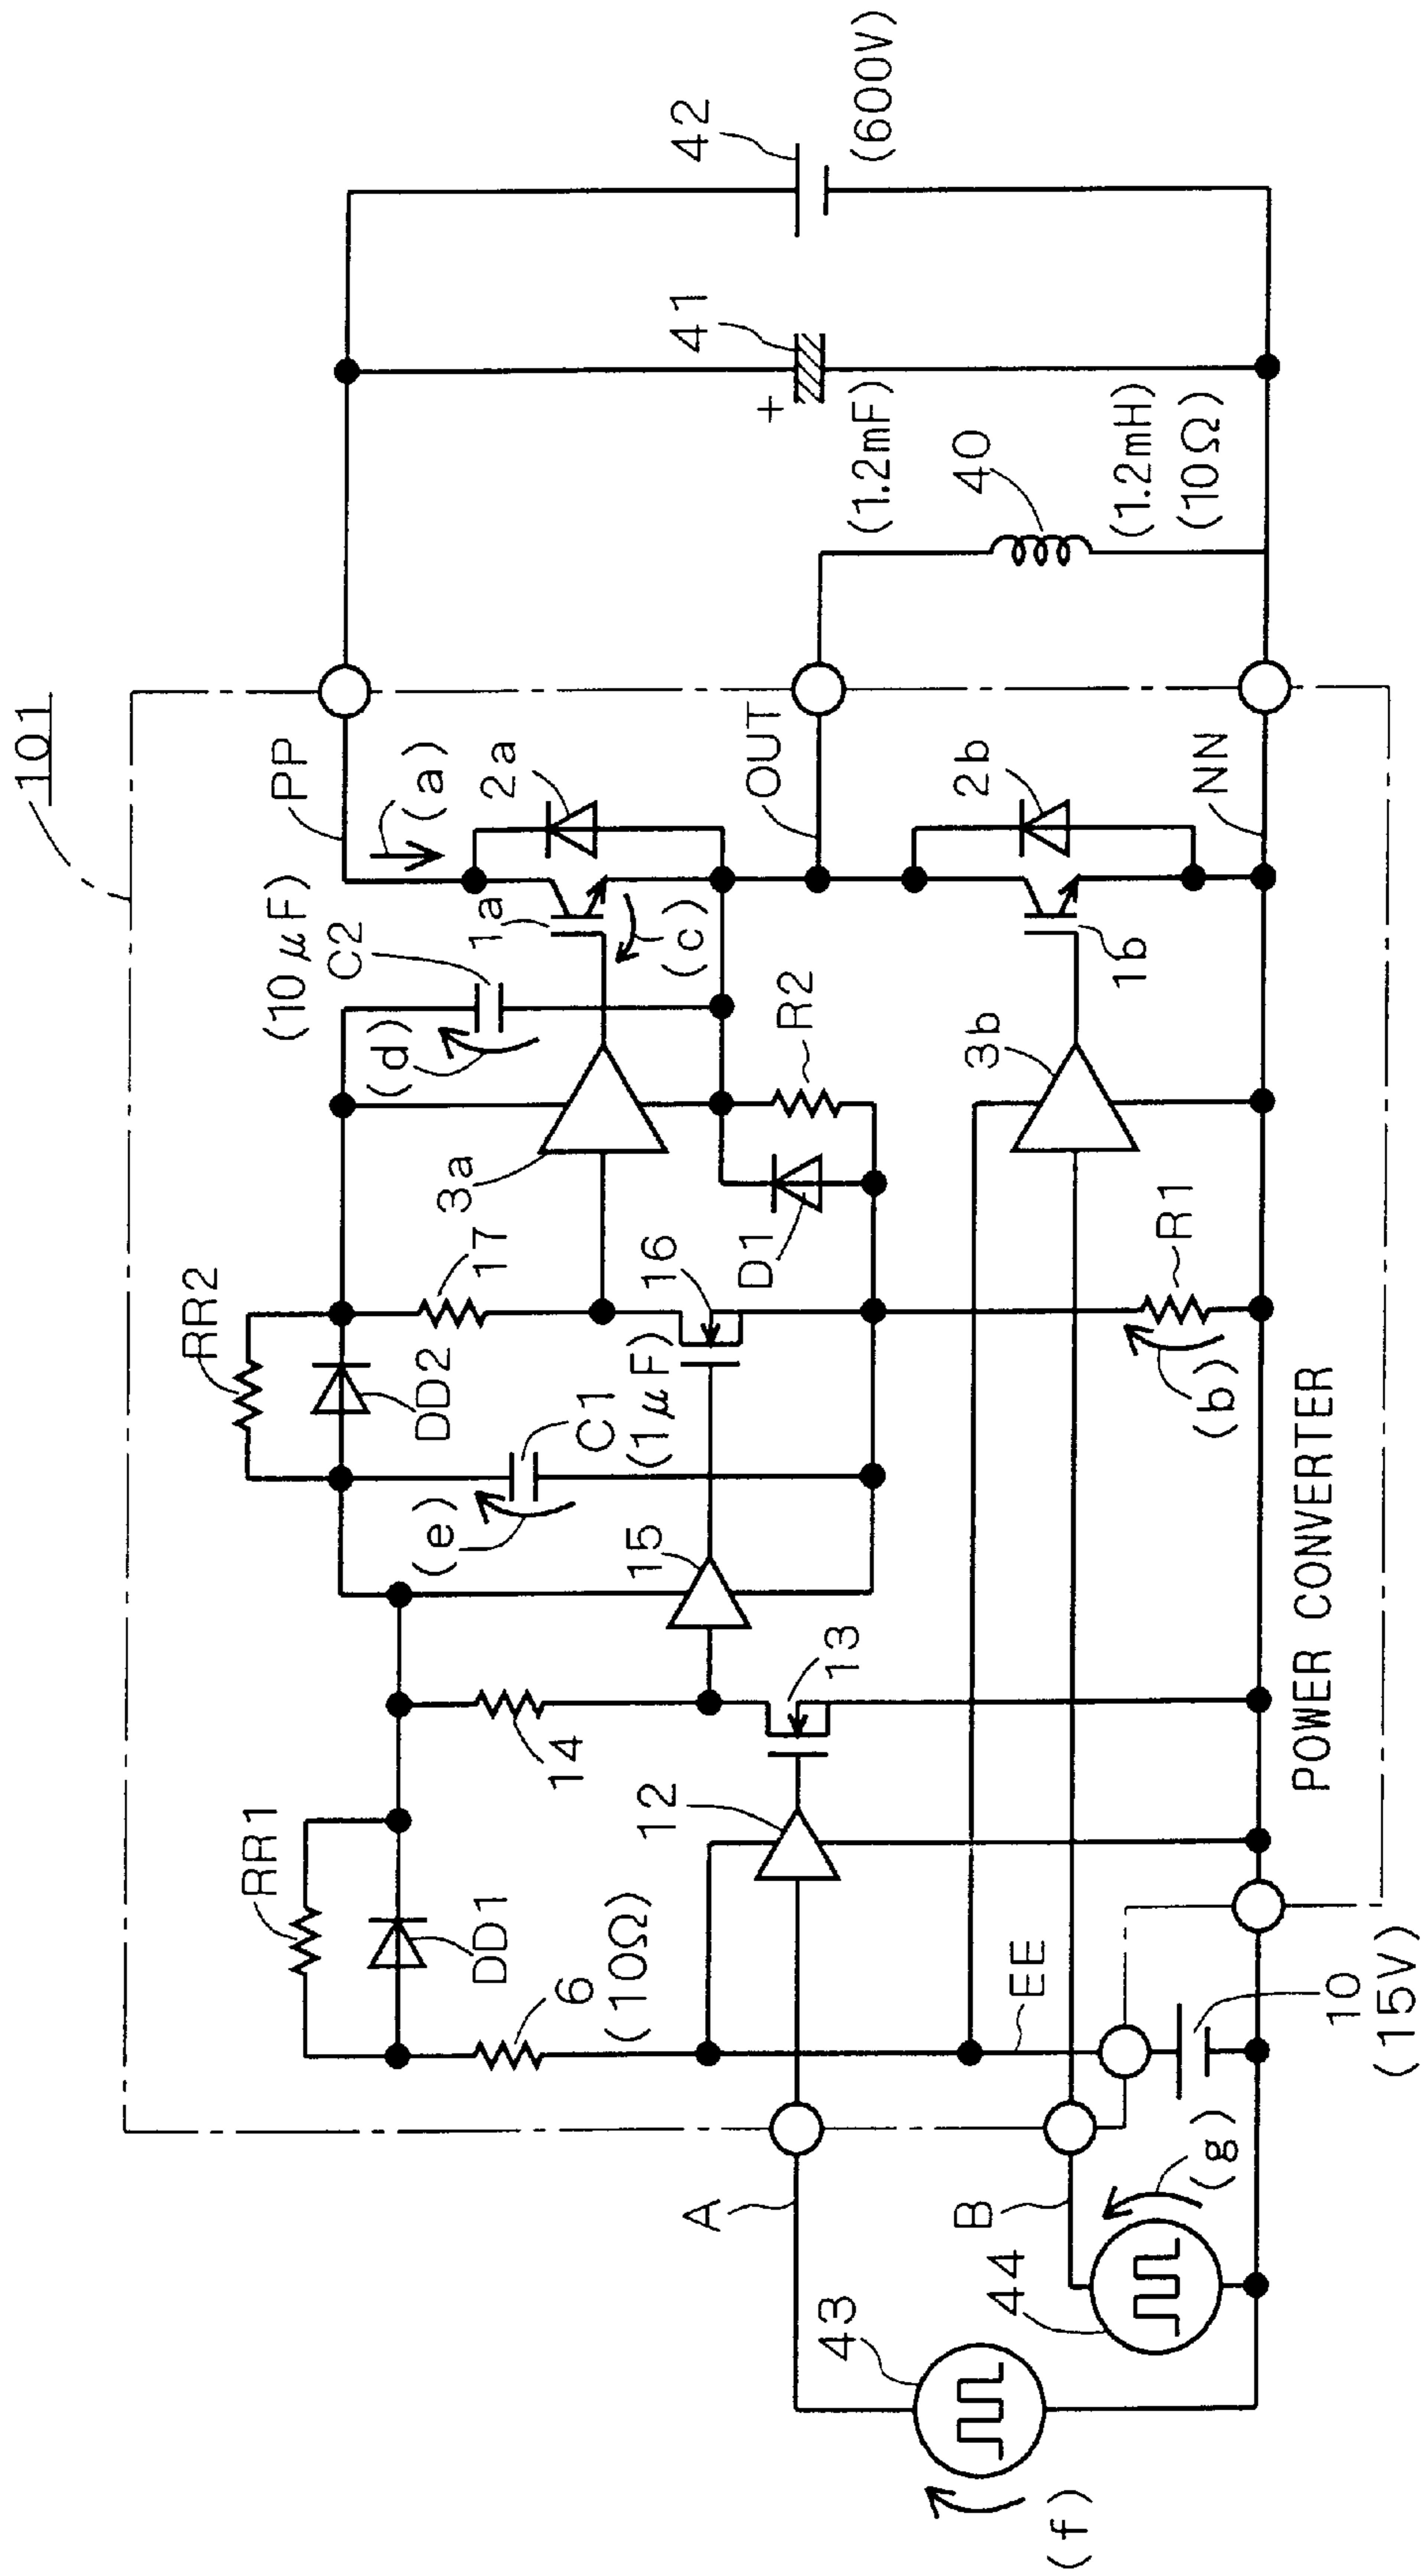 101
PP
(a)
2a
1a
(10μF)
C2
(d)
(c)
OUT
2b
NN
1b
R2
3b
3a
17
D1
16
R1
(b)
RR2
DD2
C1
(1μF)
(e)
15
13
14
12
RR1
DD1
6
(10Ω)
EE
10
(15V)
POWER CONVERTER
A
B
(g)
44
43
(f)
42
(600V)
41
+
(1.2mF)
40
(1.2mH)
(10Ω)